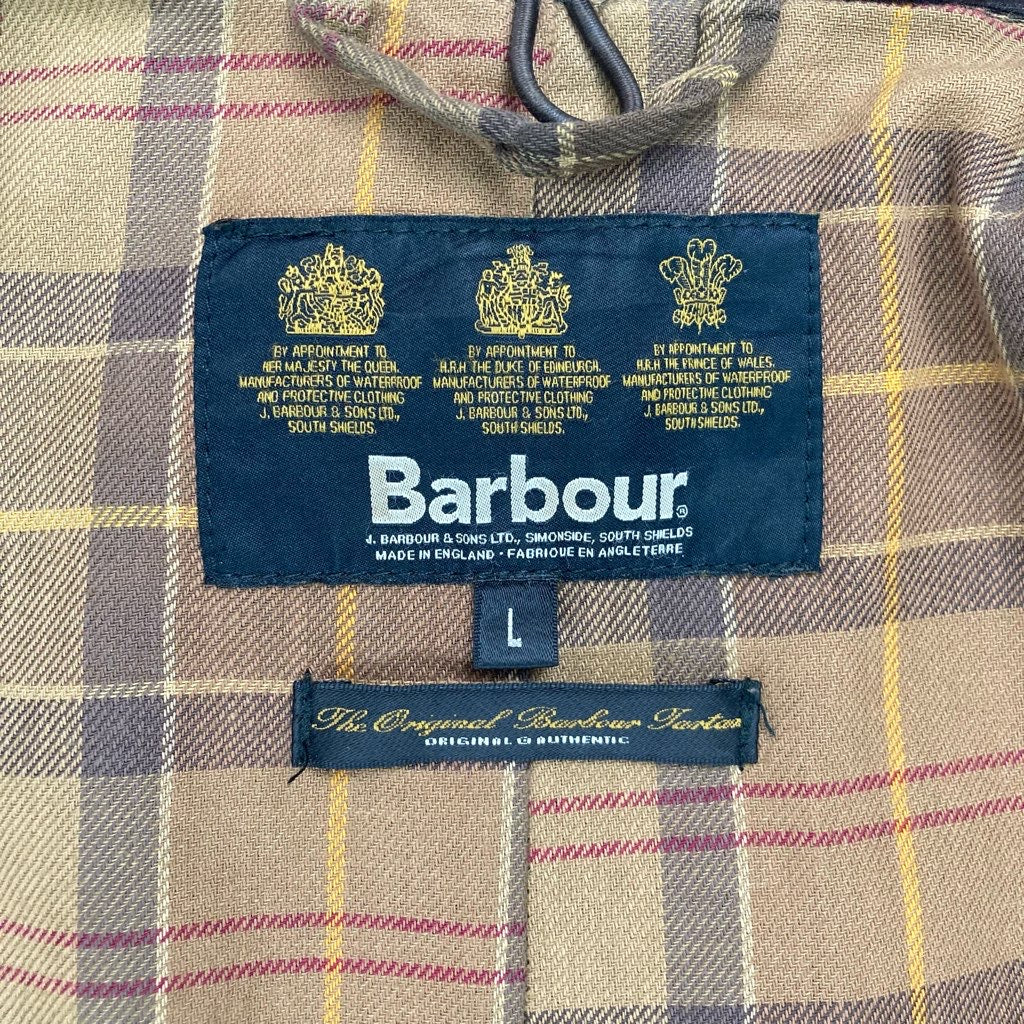 BY APPOINTMENT TO
HER MAJESTY THE QUEEN.
MANUFACTURERS OF WATERPROOF
AND PROTECTIVE CLOTHING
J. BARBOUR & SONS LTD.,
SOUTH SHIELDS.
BY APPOINTMENT TO
H.R.H THE DUKE OF EDINBURGH.
MANUFACTURERS OF WATERPROOF
AND PROTECTIVE CLOTHING
J. BARBOUR & SONS LTD.,
SOUTH SHIELDS.
BY APPOINTMENT TO
H.R.H THE PRINCE OF WALES.
MANUFACTURERS OF WATERPROOF
AND PROTECTIVE CLOTHING
J. BARBOUR & SONS LTD.,
SOUTH SHIELDS.
Barbour®
J. BARBOUR & SONS LTD., SIMONSIDE, SOUTH SHIELDS
MADE IN ENGLAND · FABRIQUE EN ANGLETERRE
L
The Original Barbour Tartan
ORIGINAL & AUTHENTIC